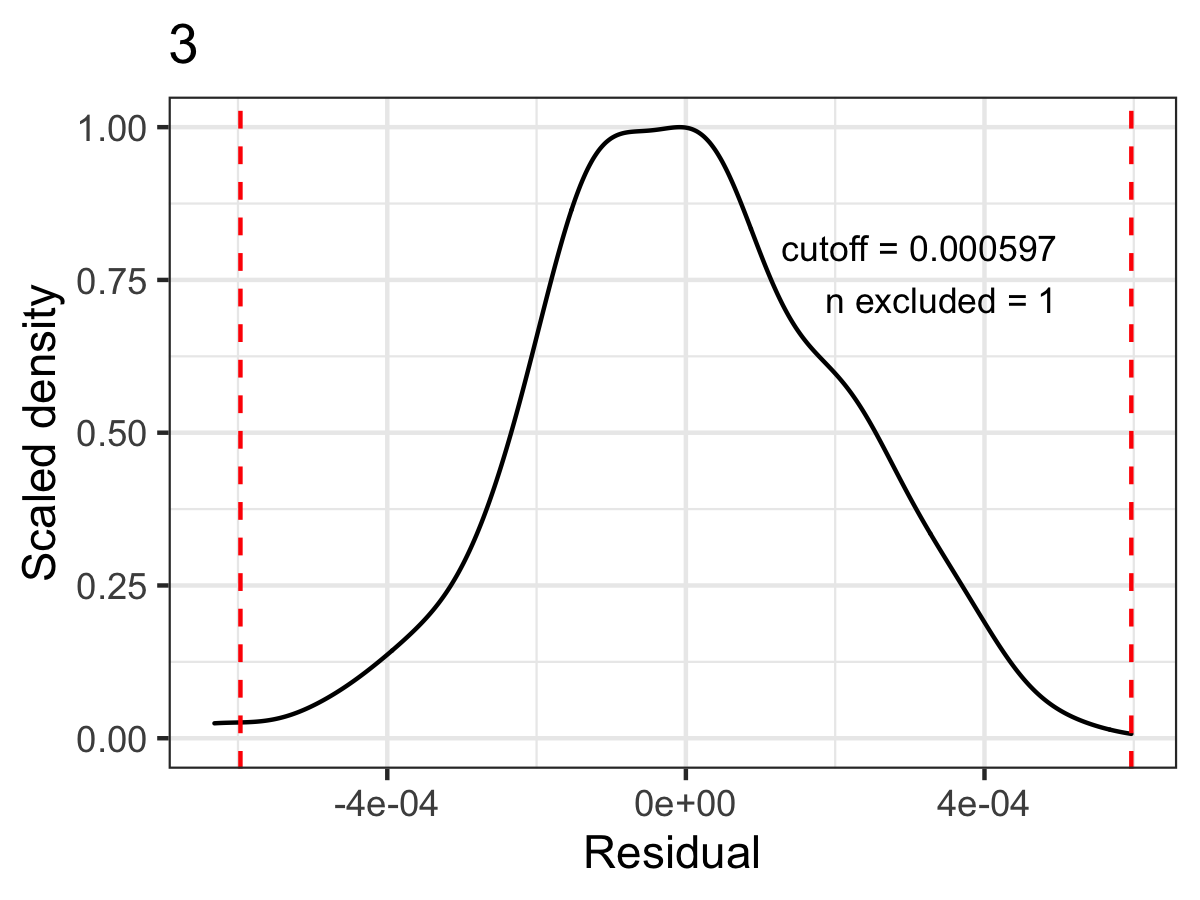 3
1.00
0.75
0.50
0.25
0.00
Scaled density
cutoff = 0.000597
n excluded = 1
-4e-04
0e+00
4e-04
Residual